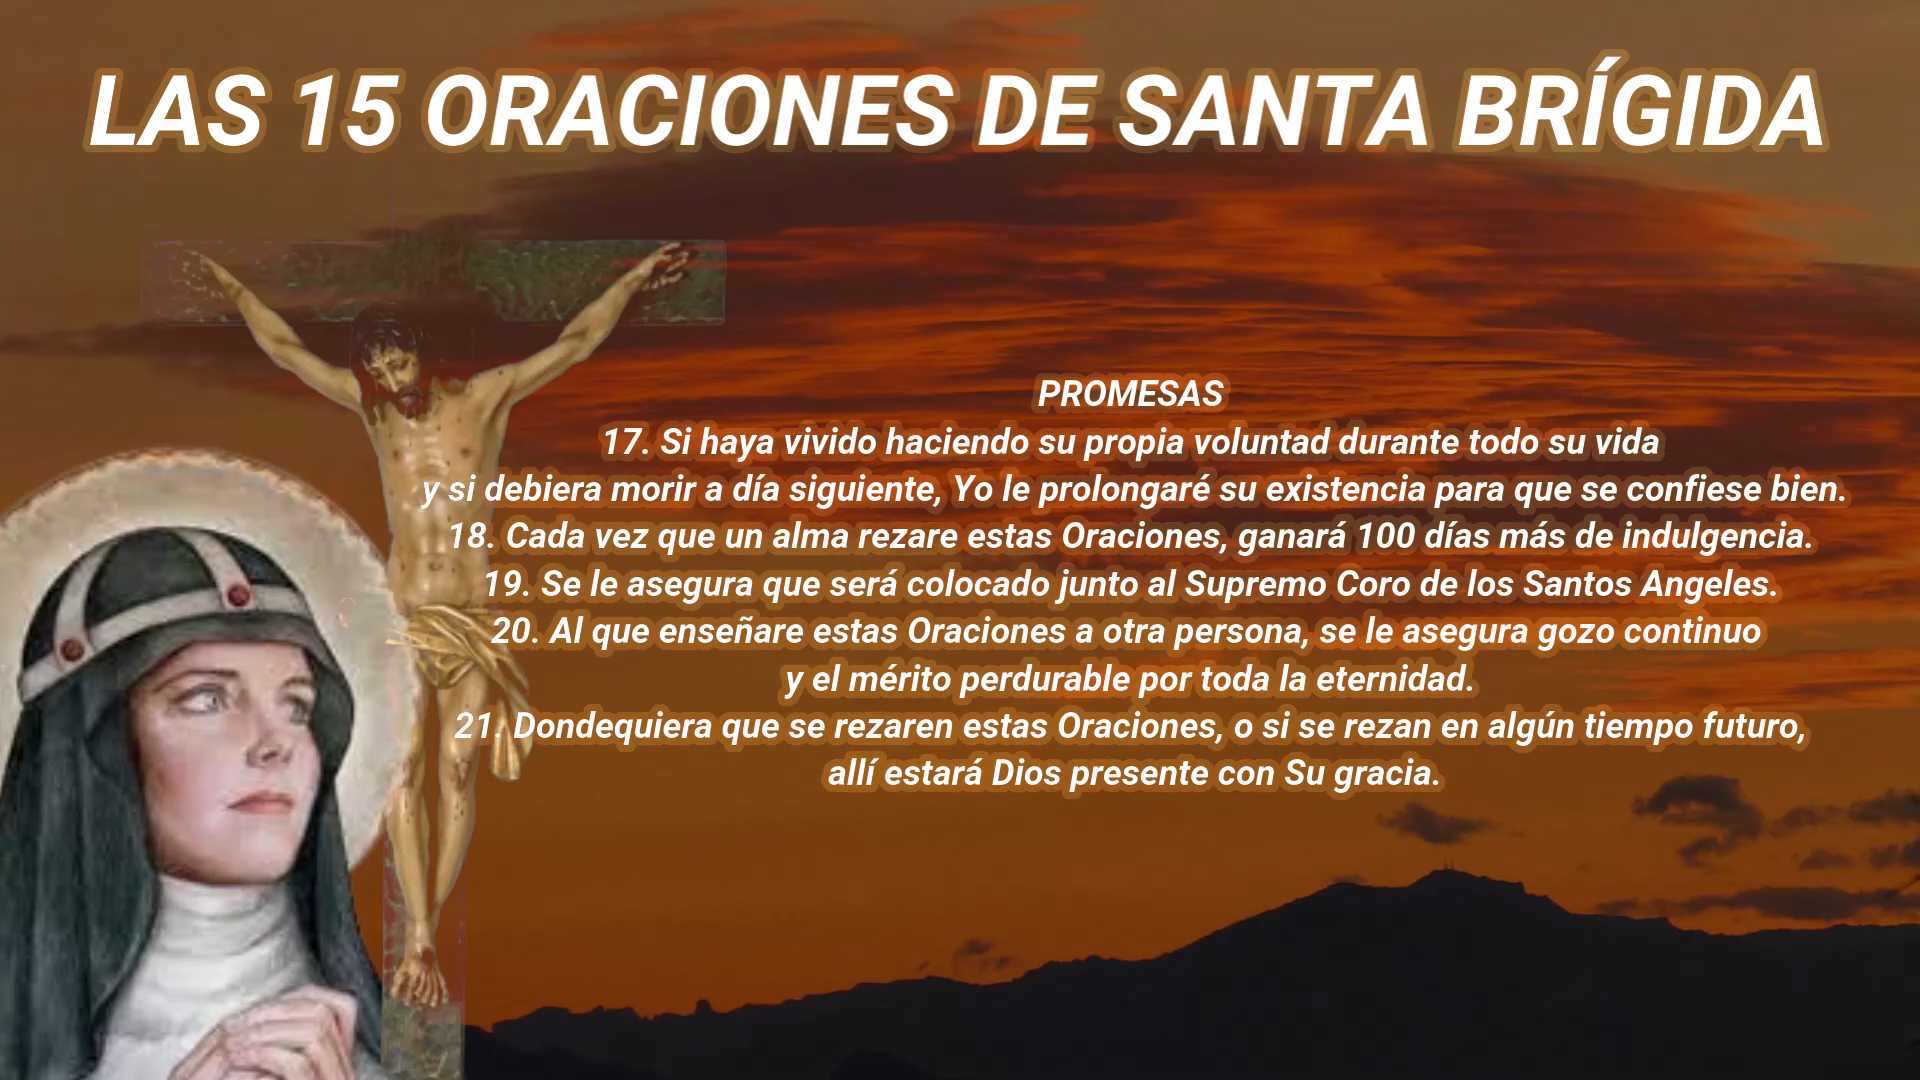 LAS 15 ORACIONES DE SANTA BRÍGIDA
PROMESAS
17. Si haya vivido haciendo su propia voluntad durante todo su vida
y si debiera morir a día siguiente, Yo le prolongaré su existencia para que se confiese bien.
18. Cada vez que un alma rezare estas Oraciones, ganará 100 días más de indulgencia.
19. Se le asegura que será colocado junto al Supremo Coro de los Santos Angeles.
20. Al que enseñare estas Oraciones a otra persona, se le asegura gozo continuo
y el mérito perdurable por toda la eternidad.
21. Dondequiera que se rezaren estas Oraciones, o si se rezan en algún tiempo futuro,
allí estará Dios presente con Su gracia.